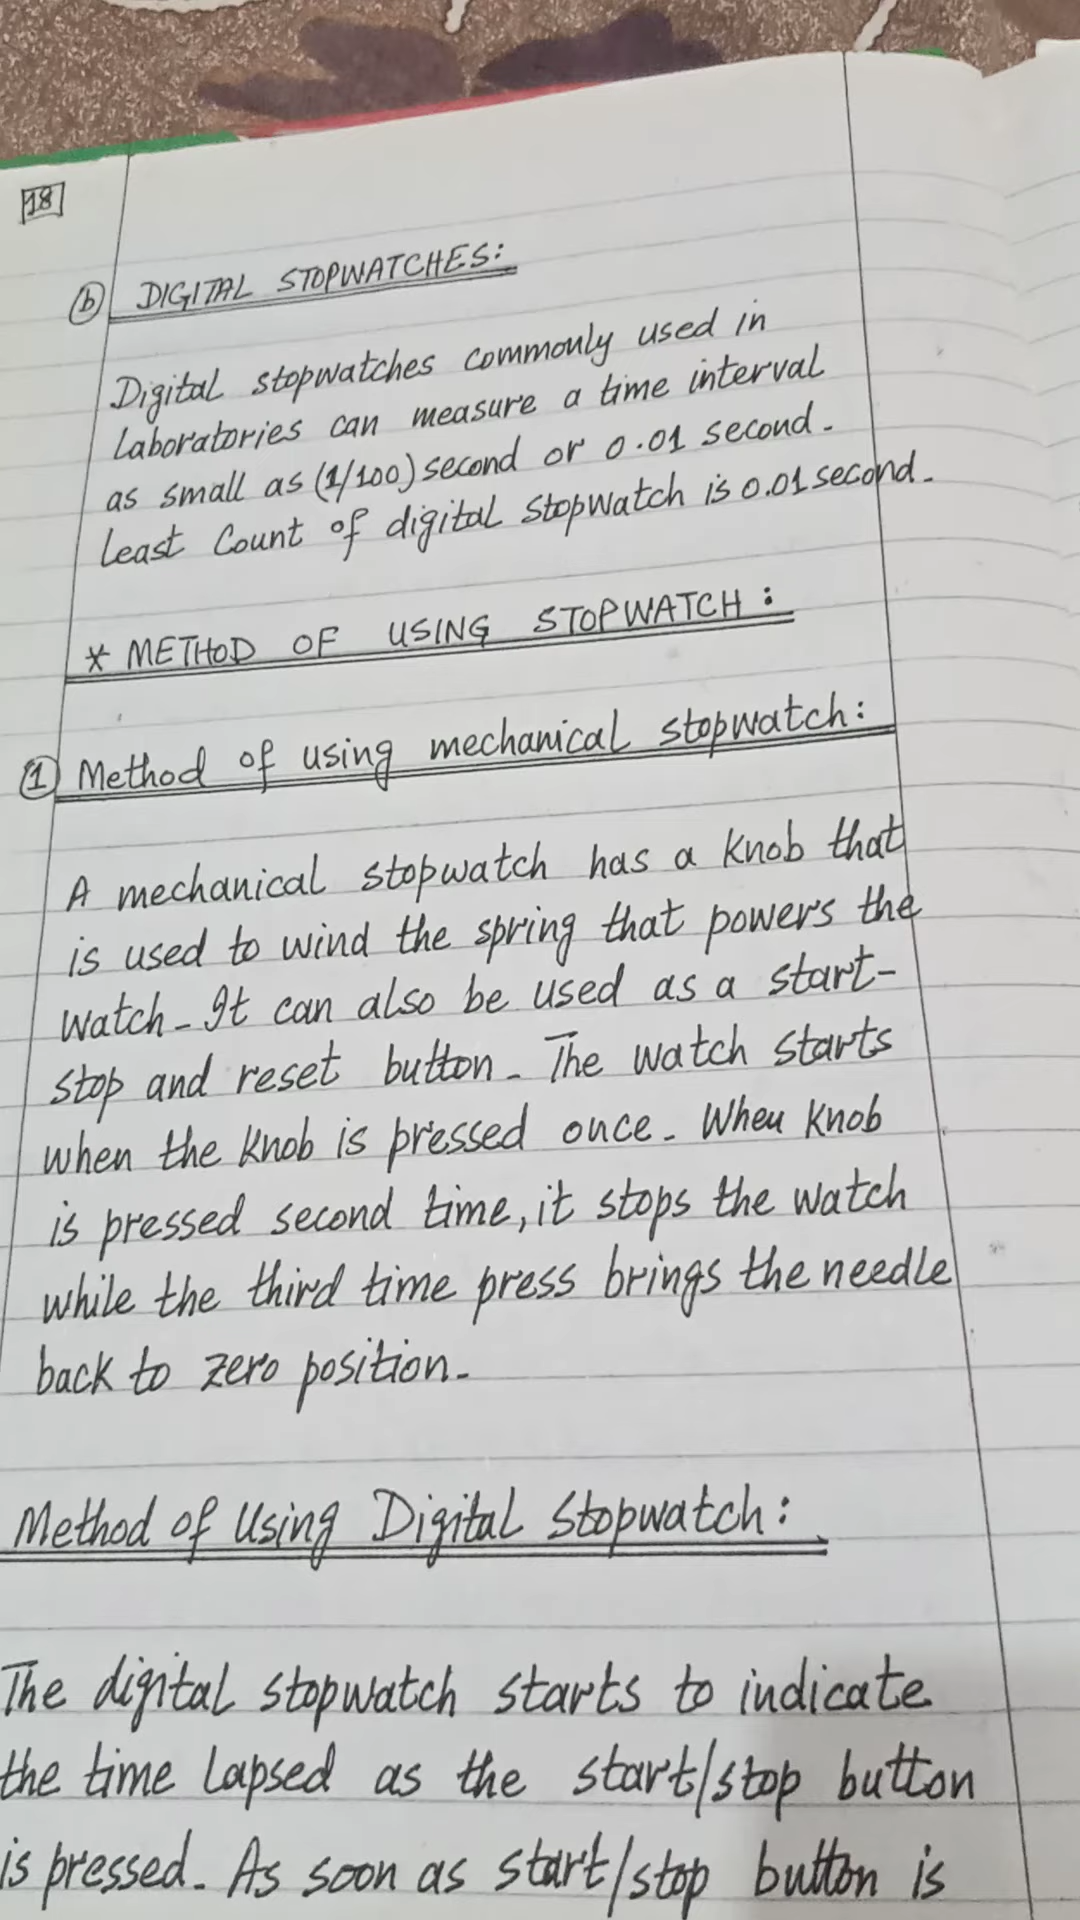 18
(b) DIGITAL STOPWATCHES:
Digital stopwatches commonly used in
Laboratories can measure a time interval
as small as (1/100) second or 0.01 second.
Least Count of digital stopwatch is 0.01 second.
* METHOD OF USING STOPWATCH:
(1) Method of using mechanical stopwatch:
A mechanical stopwatch has a knob that
is used to wind the spring that powers the
watch. It can also be used as a start-
stop and reset button. The watch starts
when the knob is pressed once. When knob
is pressed second time, it stops the watch
while the third time press brings the needle
back to zero position.
Method of Using Digital Stopwatch:
The digital stopwatch starts to indicate
the time lapsed as the start/stop button
is pressed. As soon as start/stop button is